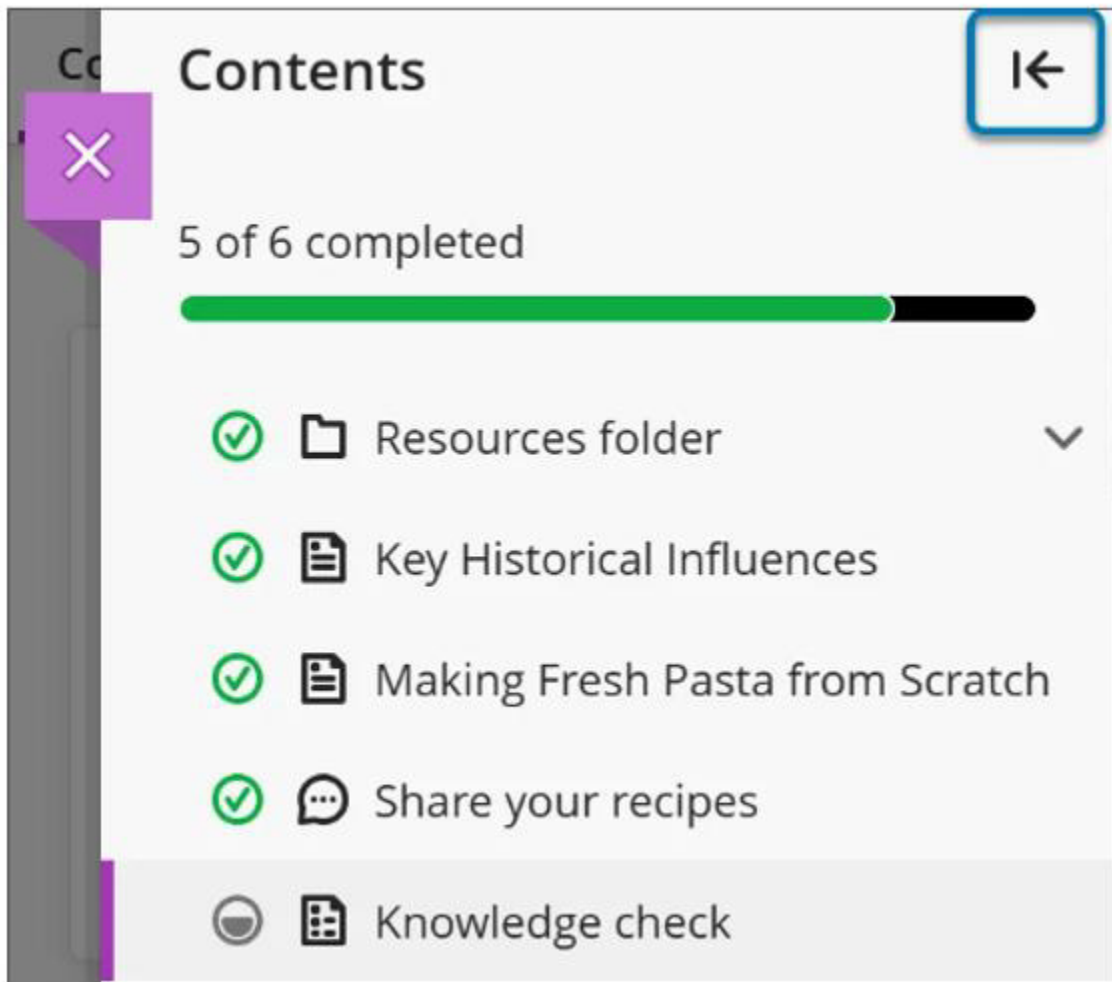 Contents
5 of 6 completed
Resources folder
Key Historical Influences
Making Fresh Pasta from Scratch
Share your recipes
Knowledge check